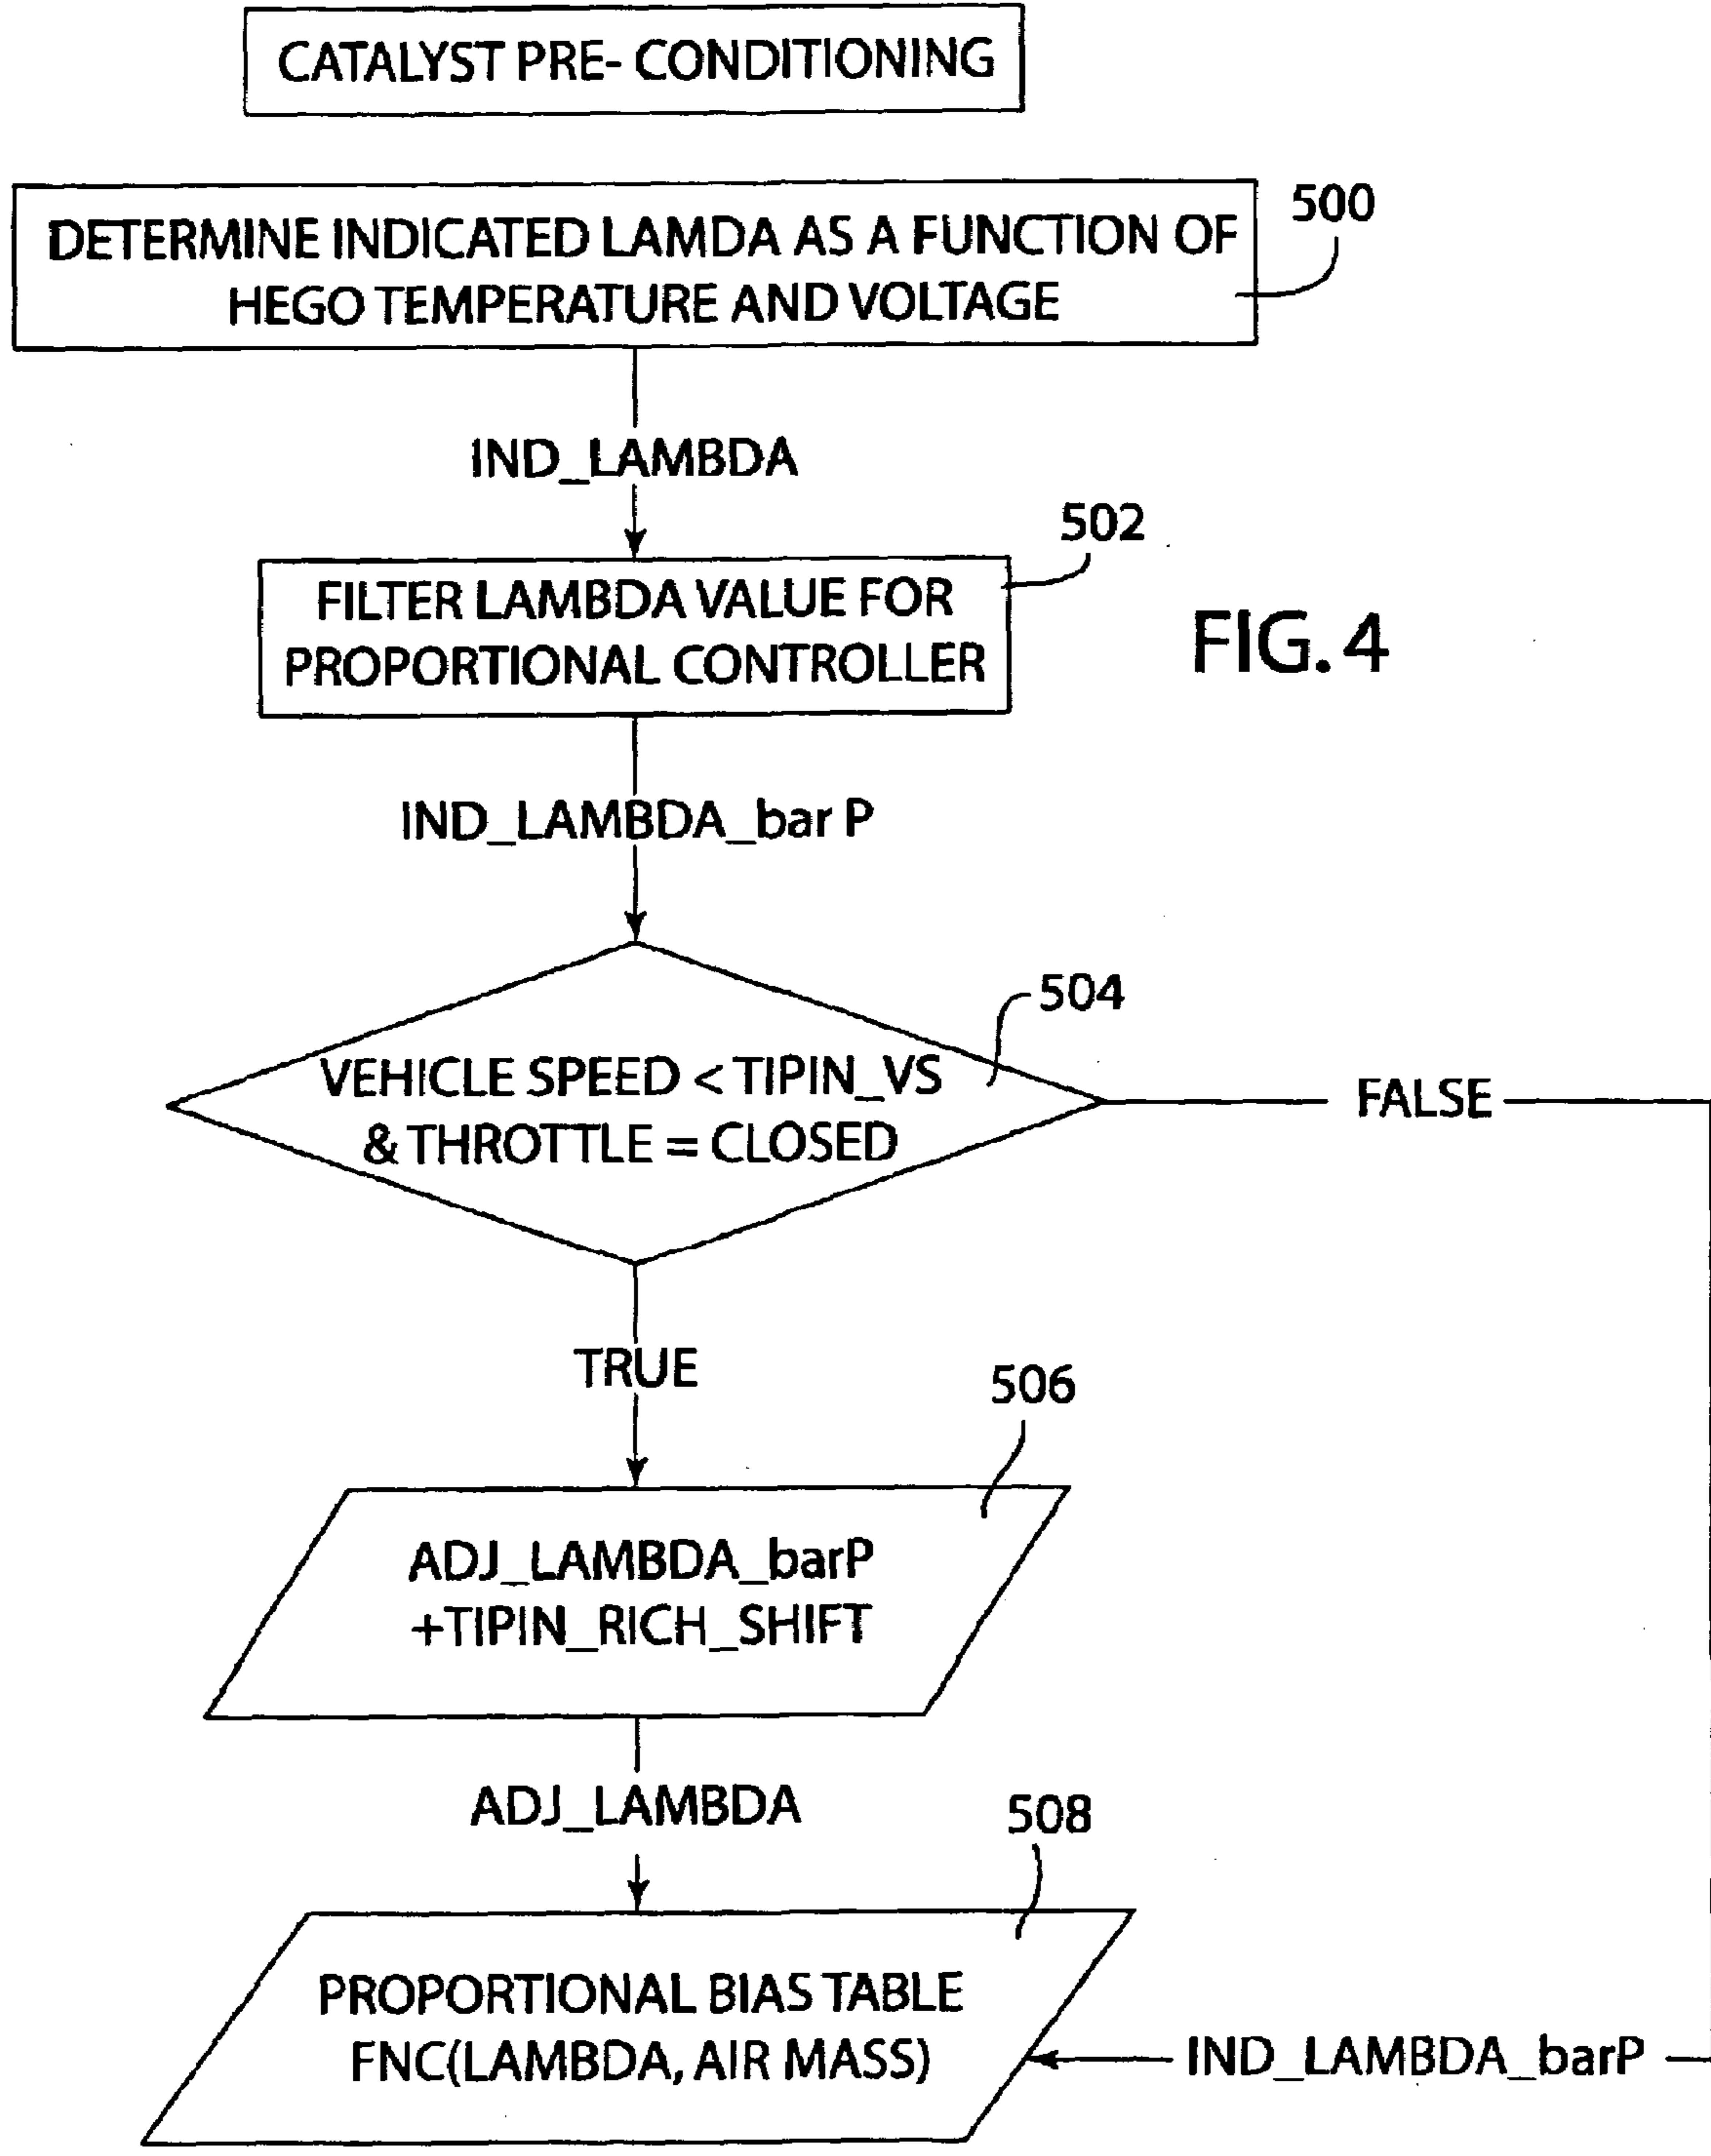 CATALYST PRE- CONDITIONING
500
DETERMINE INDICATED LAMDA AS A FUNCTION OF
HEGO TEMPERATURE AND VOLTAGE
IND_LAMBDA
502
FILTER LAMBDA VALUE FOR
PROPORTIONAL CONTROLLER
FIG. 4
IND_LAMBDA_bar P
504
VEHICLE SPEED < TIPIN_VS
& THROTTLE = CLOSED
FALSE
TRUE
506
ADJ_LAMBDA_barP
+TIPIN_RICH_SHIFT
ADJ_LAMBDA
508
PROPORTIONAL BIAS TABLE
FNC(LAMBDA, AIR MASS)
IND_LAMBDA_barP